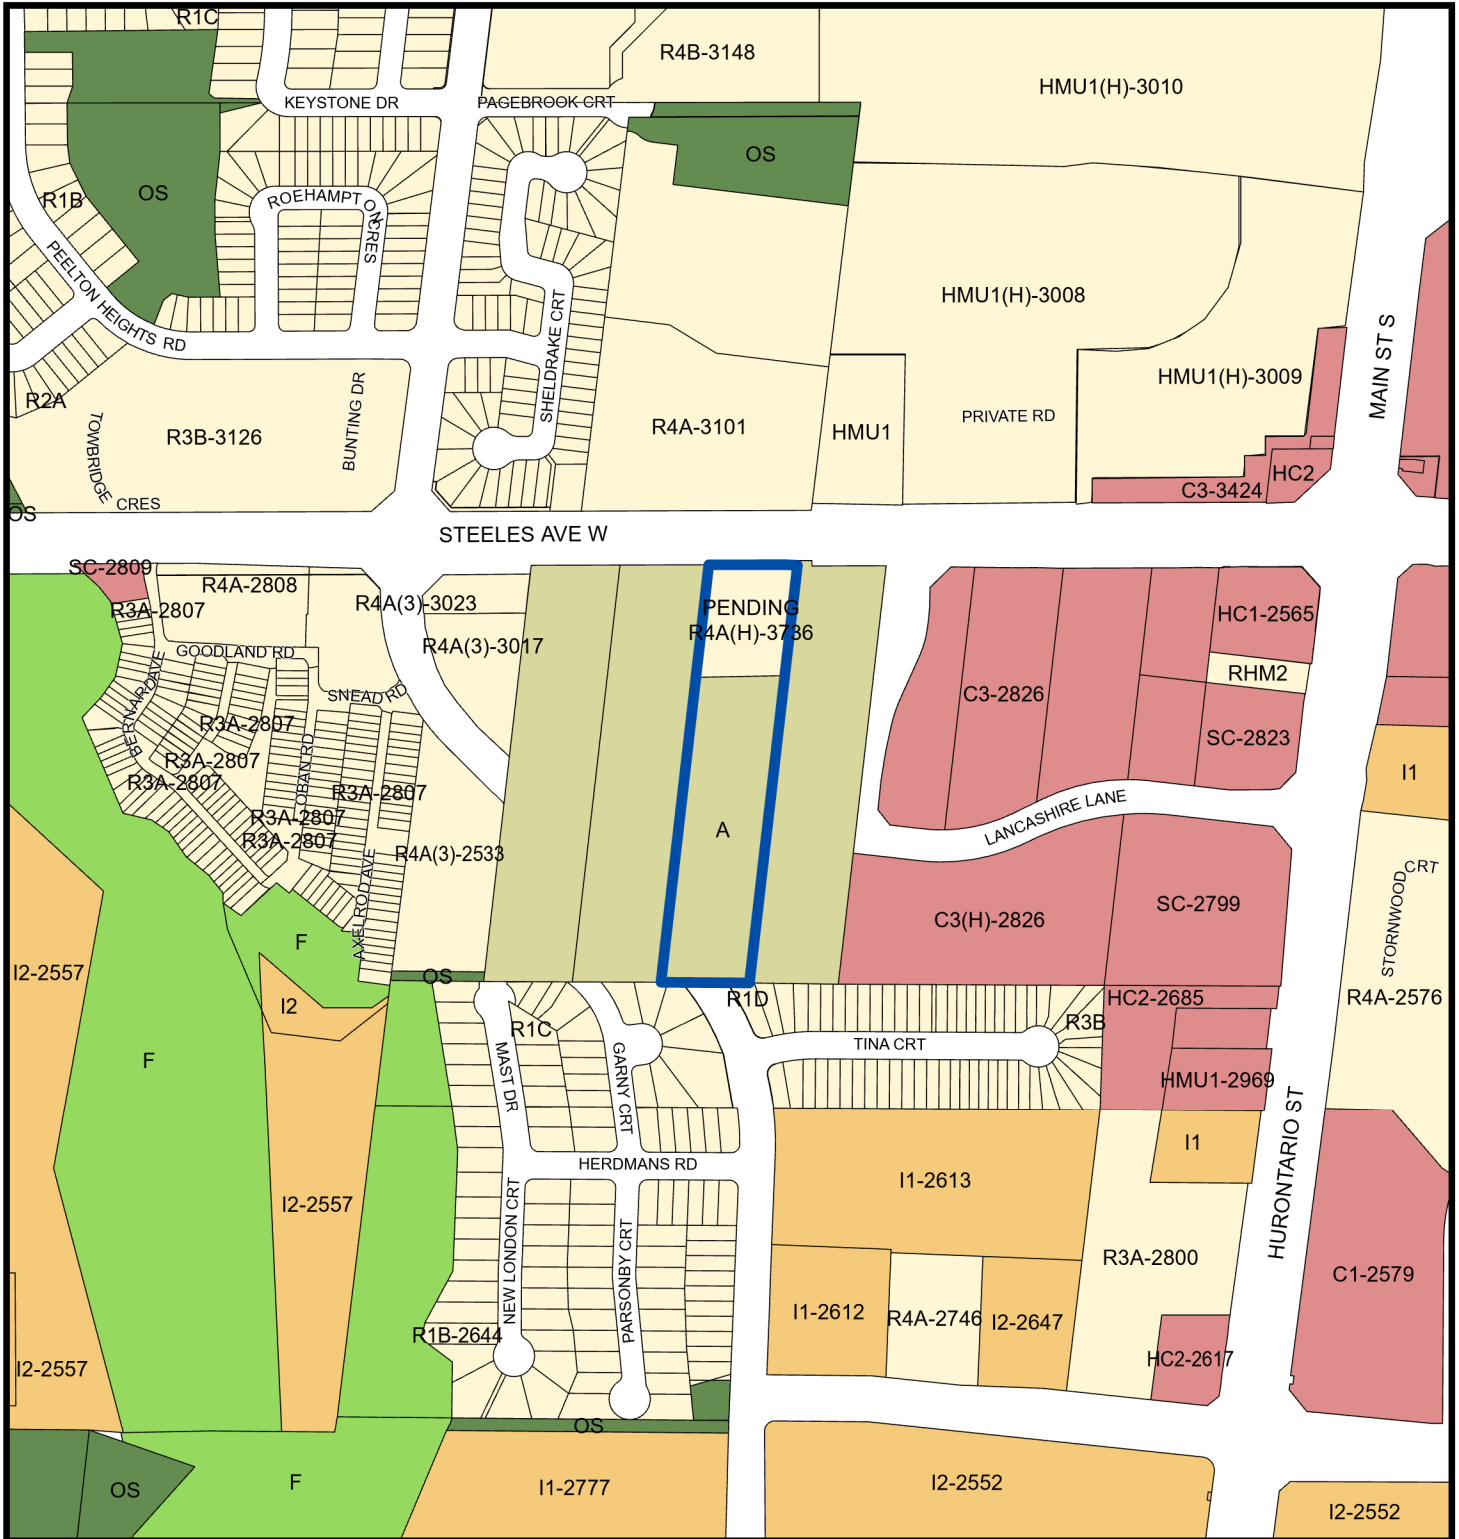 R1C
R4B-3148
HMU1(H)-3010
KEYSTONE DR
PAGEBROOK CRT
OS
OS
R1B
ROEHAMPTON CRES
PEELTON HEIGHTS RD
HMU1(H)-3008
SHELDRAKE CRT
MAIN ST S
HMU1(H)-3009
R2A
TOWBRIDGE
CRES
BUNTING DR
R3B-3126
R4A-3101
HMU1
PRIVATE RD
HC2
C3-3424
OS
STEELES AVE W
SC-2809
R4A-2808
R3A-2807
R4A(3)-3023
PENDING
R4A(H)-3736
HC1-2565
R4A(3)-3017
GOODLAND RD
RHM2
BERNARD AVE
SNEAD RD
C3-2826
R3A-2807
SC-2823
R3A-2807
OBAN RD
R3A-2807
R3A-2807
I1
LANCASHIRE LANE
R3A-2807
A
R3A-2807
R4A(3)-2533
AXELROD AVE
STORNWOOD
CRT
C3(H)-2826
SC-2799
F
I2-2557
OS
I2
R1D
HC2-2685
R4A-2576
R1C
R3B
MAST DR
GARNY CRT
TINA CRT
F
HMU1-2969
I1
HURONTARIO ST
HERDMANS RD
I1-2613
I2-2557
NEW LONDON CRT
PARSONBY CRT
R3A-2800
C1-2579
I1-2612
R4A-2746
I2-2647
R1B-2644
HC2-2617
I2-2557
OS
OS
F
I1-2777
I2-2552
I2-2552